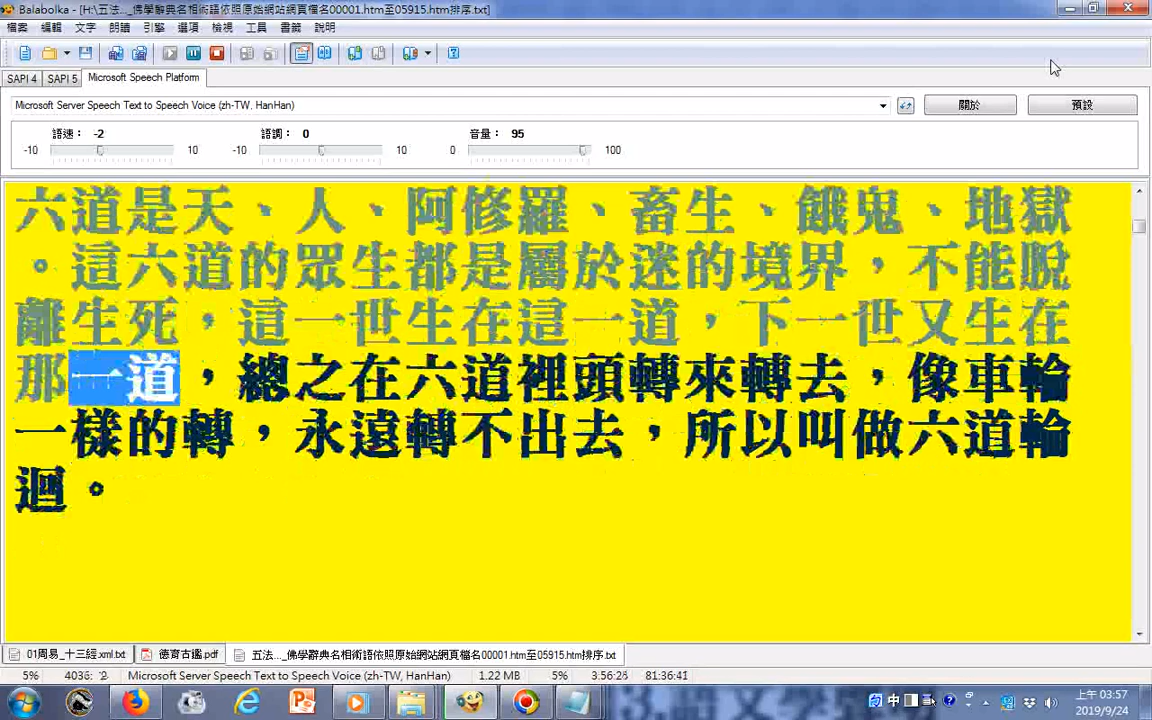 Balabolka - [H:\五法..._佛學辭典名相術語依照原始網站網頁檔名00001.htm至05915.htm排序.txt]
檔案 編輯 文字 朗讀 引擎 選項 檢視 工具 書籤 說明
SAPI 4 SAPI 5 Microsoft Speech Platform
Microsoft Server Speech Text to Speech Voice (zh-TW, HanHan) 關於 預設
語速： -2 語調： 0 音量： 95
-10 10 -10 10 0 100
六道是天、人、阿修羅、畜生、餓鬼、地獄
。這六道的眾生都是屬於迷的境界，不能脫
離生死，這一世生在這一道，下一世又生在
那一道，總之在六道裡頭轉來轉去，像車輪
一樣的轉，永遠轉不出去，所以叫做六道輪
迴。
01周易_十三經.xml.txt 德育古鑑.pdf 五法..._佛學辭典名相術語依照原始網站網頁檔名00001.htm至05915.htm排序.txt
5% Microsoft Server Speech Text to Speech Voice (zh-TW, HanHan) 1.22 MB 5% 3:56:28 81:36:41
中 上午 03:57
2019/9/24